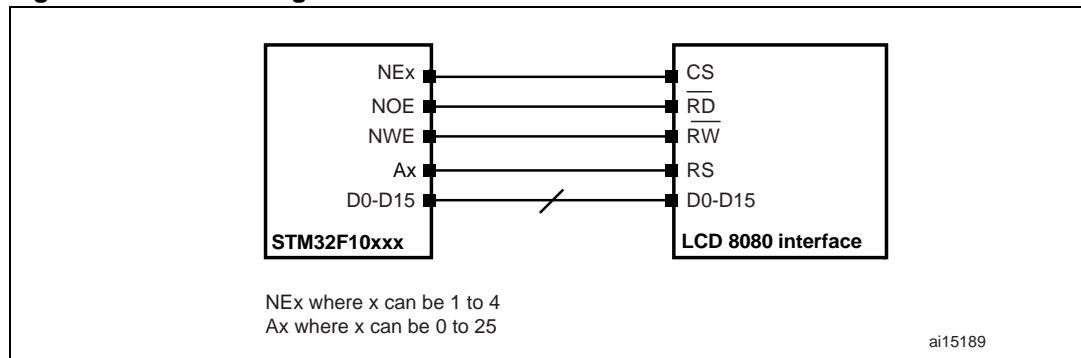 NEx
NOE
NWE
Ax
D0-D15
STM32F10xxx
CS
RD
RW
RS
D0-D15
LCD 8080 interface
NEx where x can be 1 to 4
Ax where x can be 0 to 25
ai15189